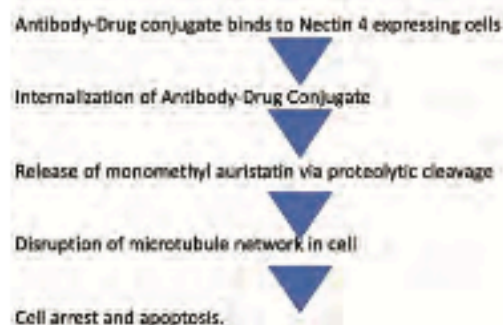 Antibody-Drug conjugate binds to Nectin 4 expressing cells
Internalization of Antibody-Drug Conjugate
Release of monomethyl auristatin via proteolytic cleavage
Disruption of microtubule network in cell
Cell arrest and apoptosis.